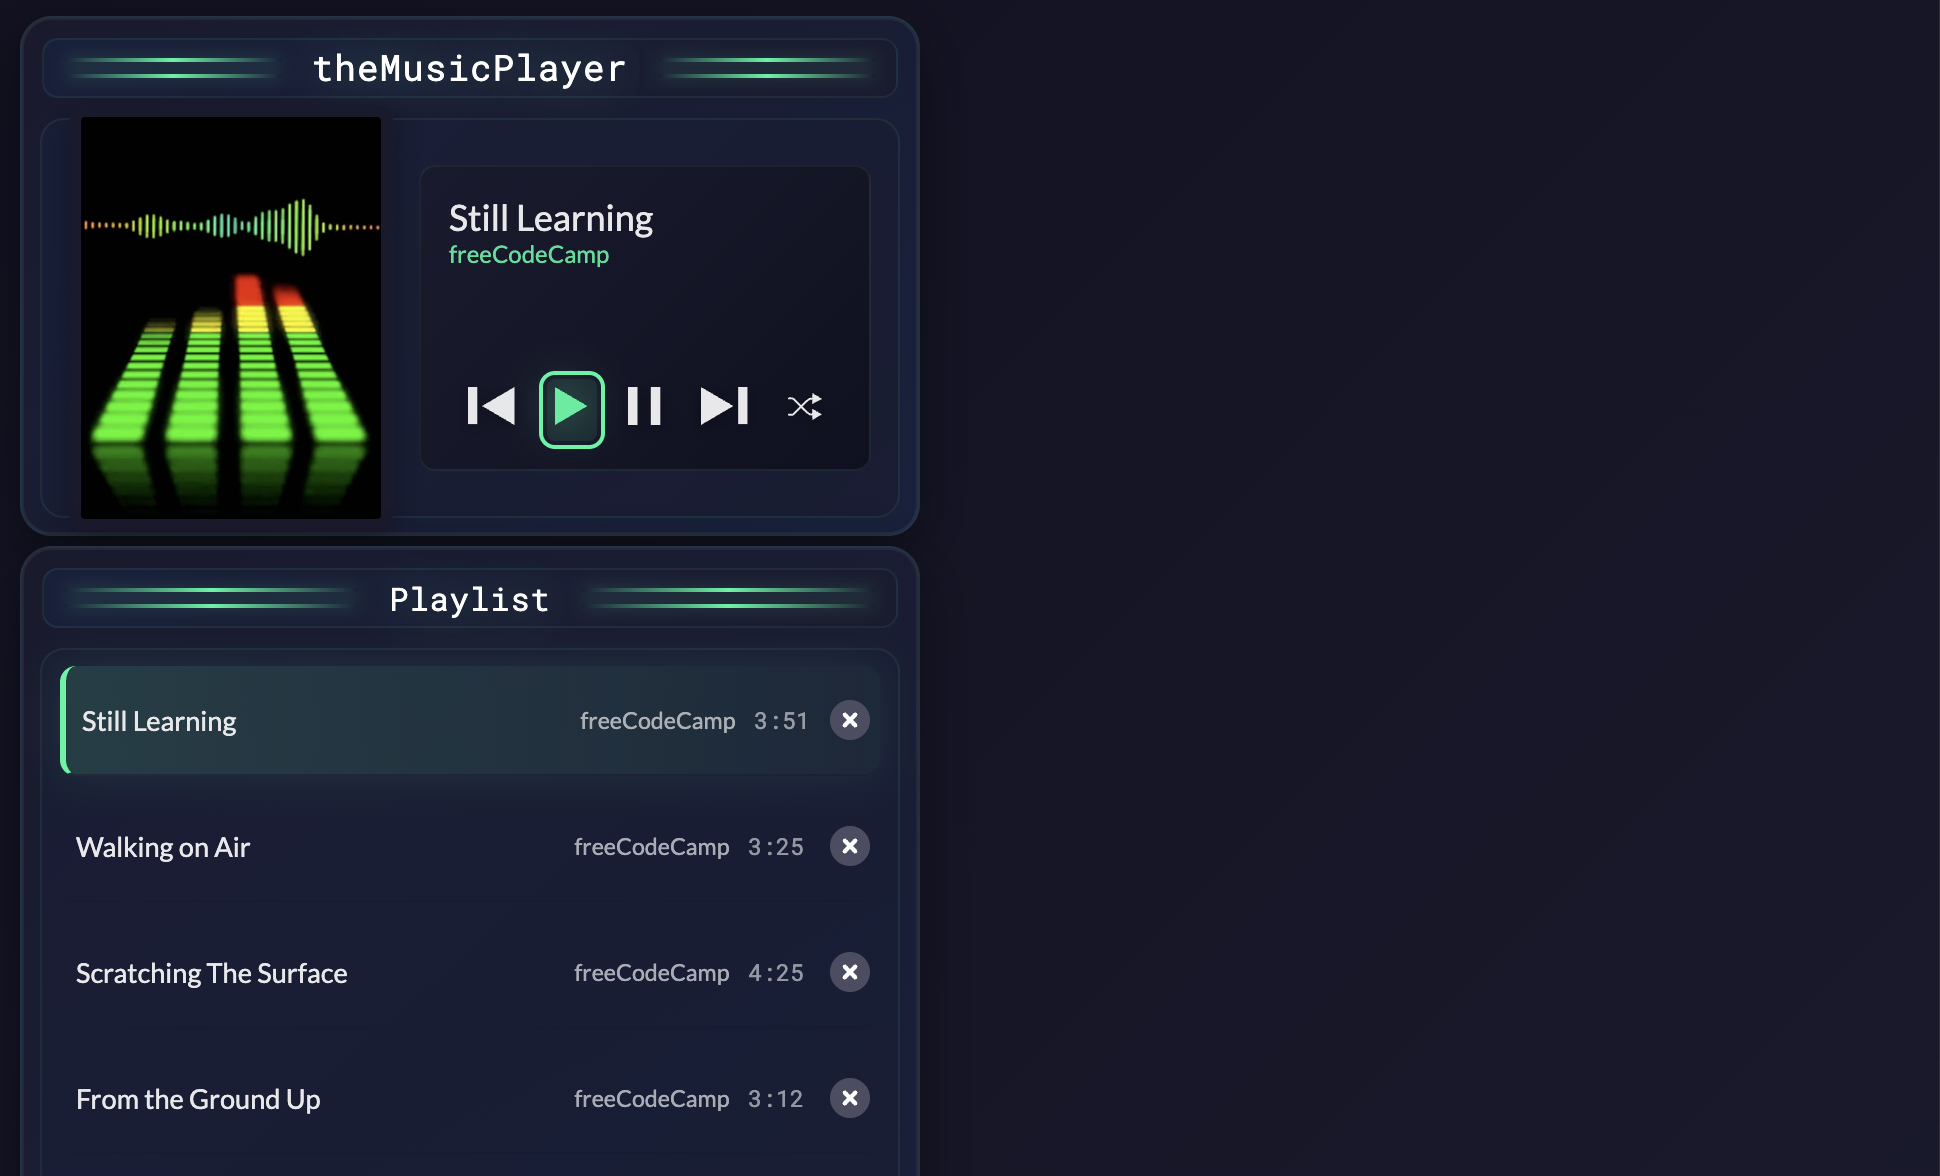 theMusicPlayer
Still Learning
freeCodeCamp
Playlist
Still Learning freeCodeCamp 3:51
Walking on Air freeCodeCamp 3:25
Scratching The Surface freeCodeCamp 4:25
From the Ground Up freeCodeCamp 3:12